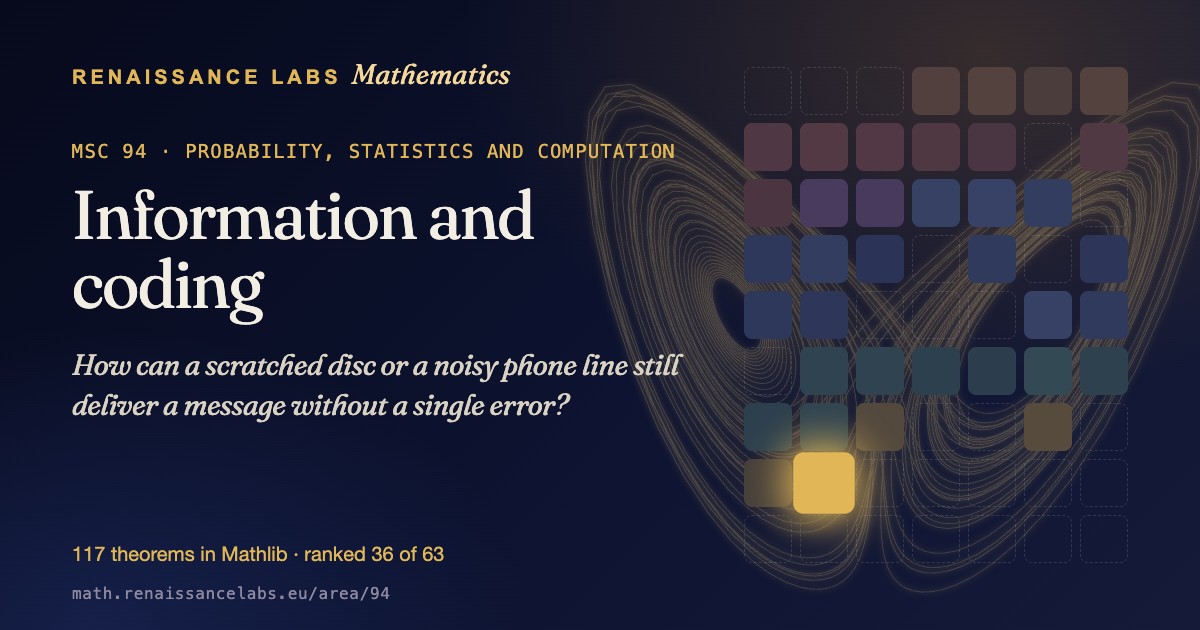 RENAISSANCE LABS Mathematics
MSC 94 · PROBABILITY, STATISTICS AND COMPUTATION
Information and
coding
How can a scratched disc or a noisy phone line still
deliver a message without a single error?
117 theorems in Mathlib · ranked 36 of 63
math.renaissancelabs.eu/area/94